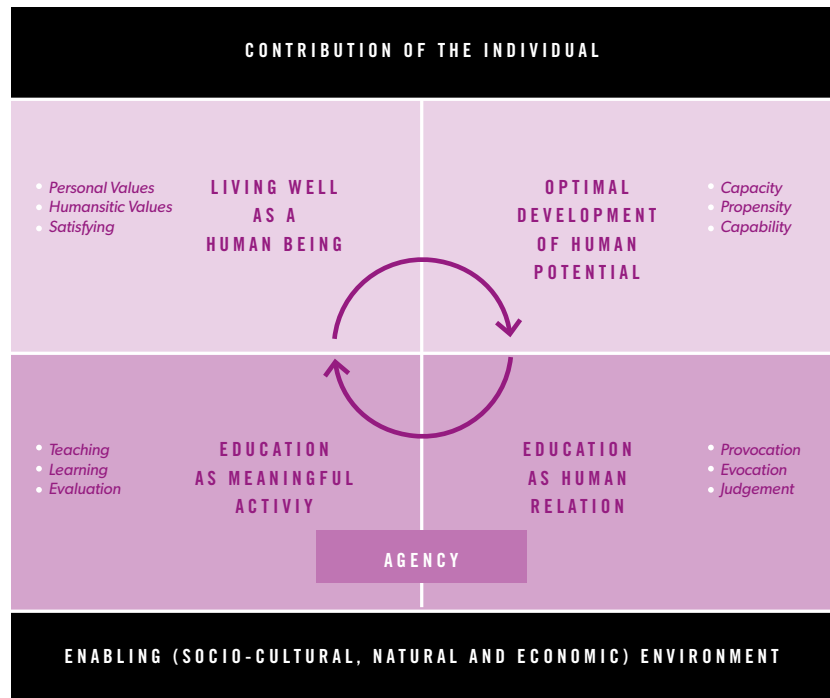 CONTRIBUTION OF THE INDIVIDUAL
Personal Values
Humansitic Values
Satisfying
LIVING WELL
AS A
HUMAN BEING
OPTIMAL
DEVELOPMENT
OF HUMAN
POTENTIAL
Capacity
Propensity
Capability
Teaching
Learning
Evaluation
EDUCATION
AS MEANINGFUL
ACTIVIY
EDUCATION
AS HUMAN
RELATION
Provocation
Evocation
Judgement
AGENCY
ENABLING (SOCIO-CULTURAL, NATURAL AND ECONOMIC) ENVIRONMENT